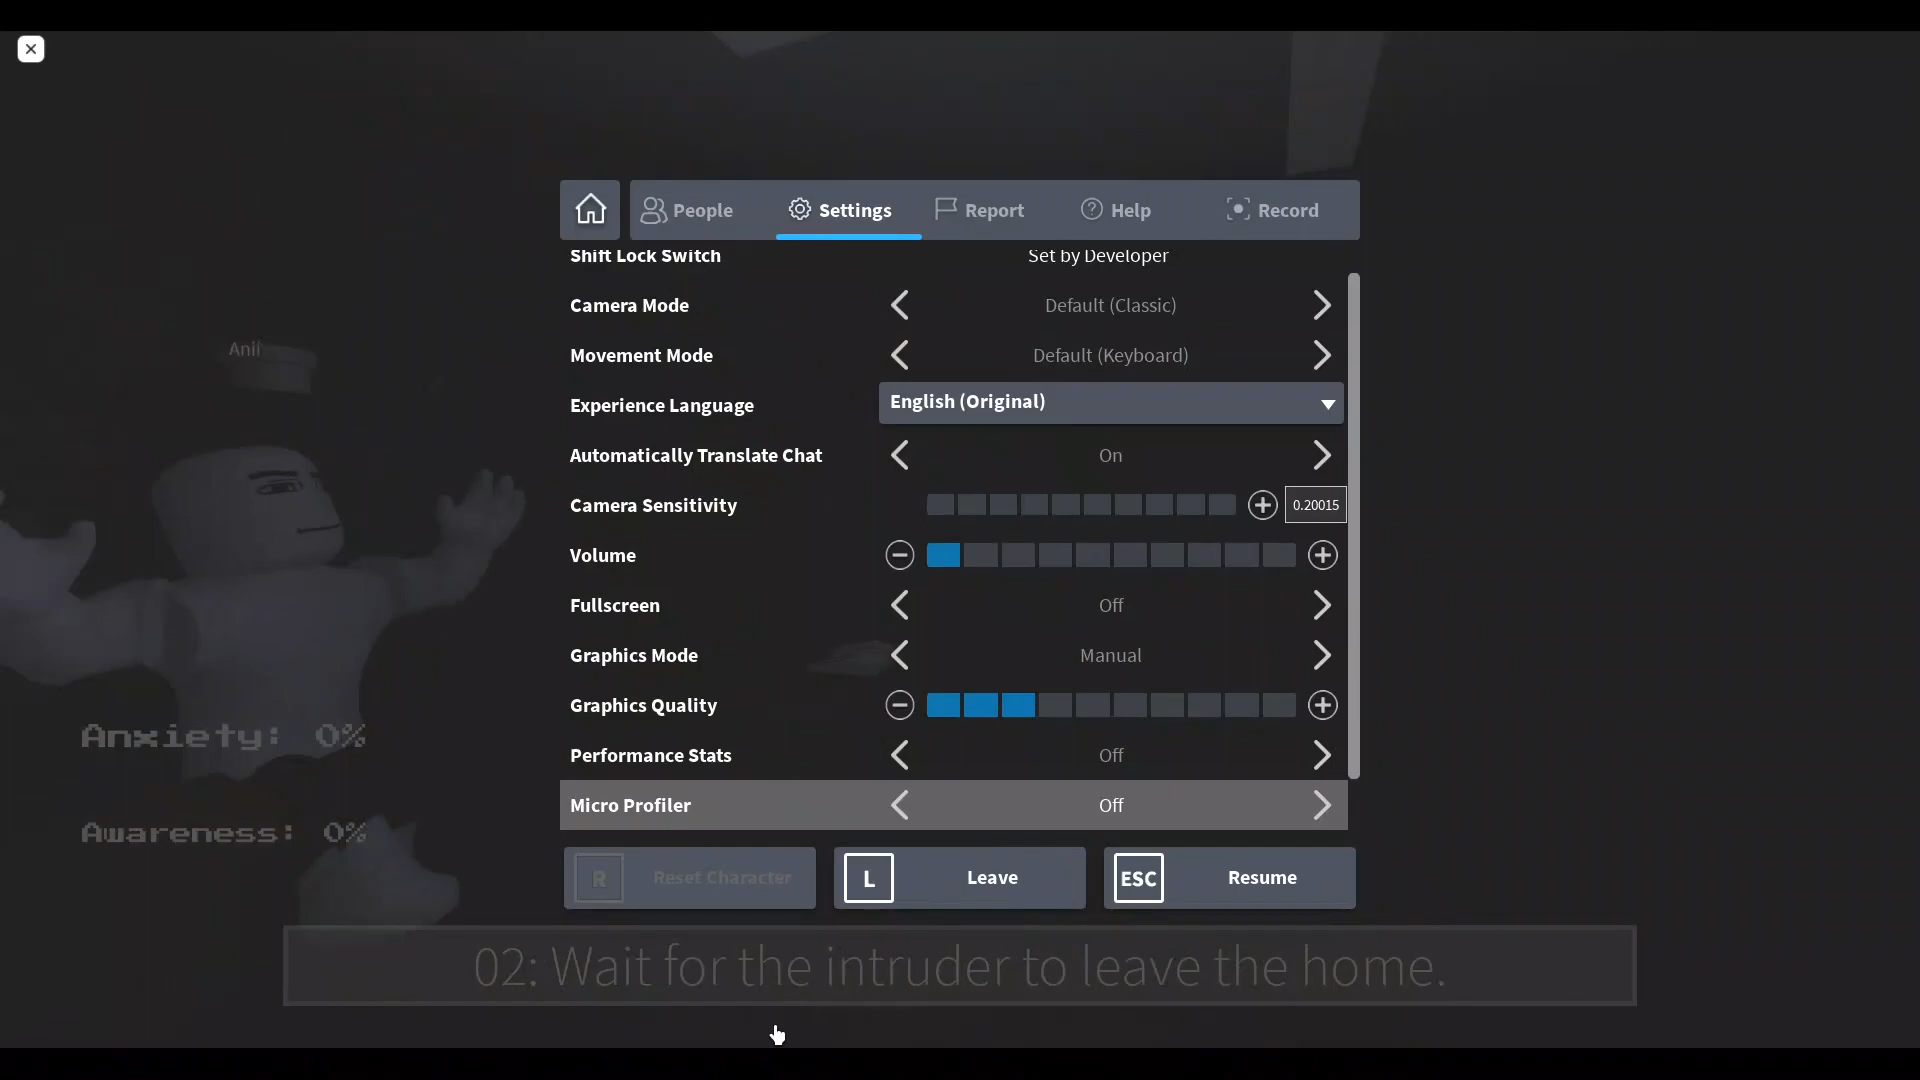 People Settings Report Help Record
Shift Lock Switch Set by Developer
Camera Mode Default (Classic)
Movement Mode Default (Keyboard)
Anil
Experience Language English (Original)
Automatically Translate Chat On
Camera Sensitivity 0.20015
Volume
Fullscreen Off
Graphics Mode Manual
Graphics Quality
Anxiety: 0%
Performance Stats Off
Micro Profiler Off
Awareness: 0%
R Reset Character L Leave ESC Resume
02: Wait for the intruder to leave the home.